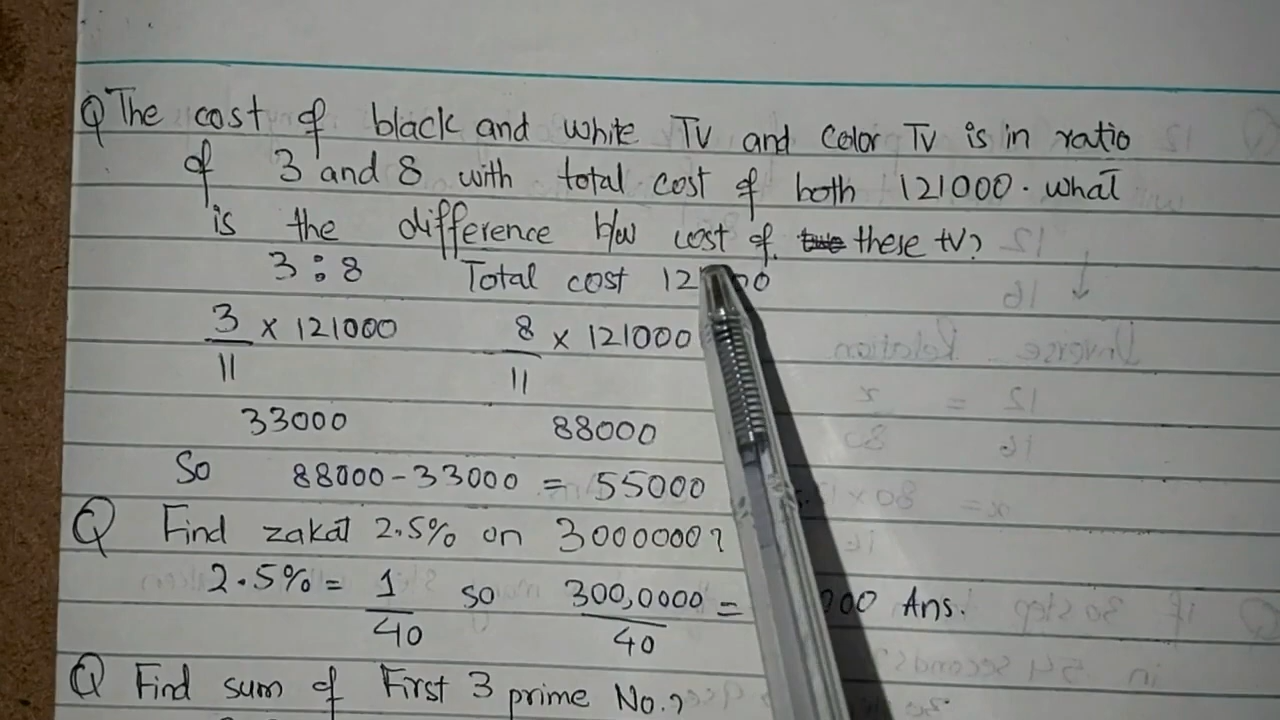 Q The cost of black and white TV and Color TV is in ratio
of 3 and 8 with total cost of both 121000. what
is the difference b/w cost of. these tv?
3:8 Total cost 12 00
3/11 × 121000 8/11 × 121000
33000 88000
So 88000-33000 = 55000
Q Find zakat 2.5% on 3000000?
2.5% = 1/40 so 300,0000/40 = 000 Ans.
Q Find sum of First 3 prime No.?